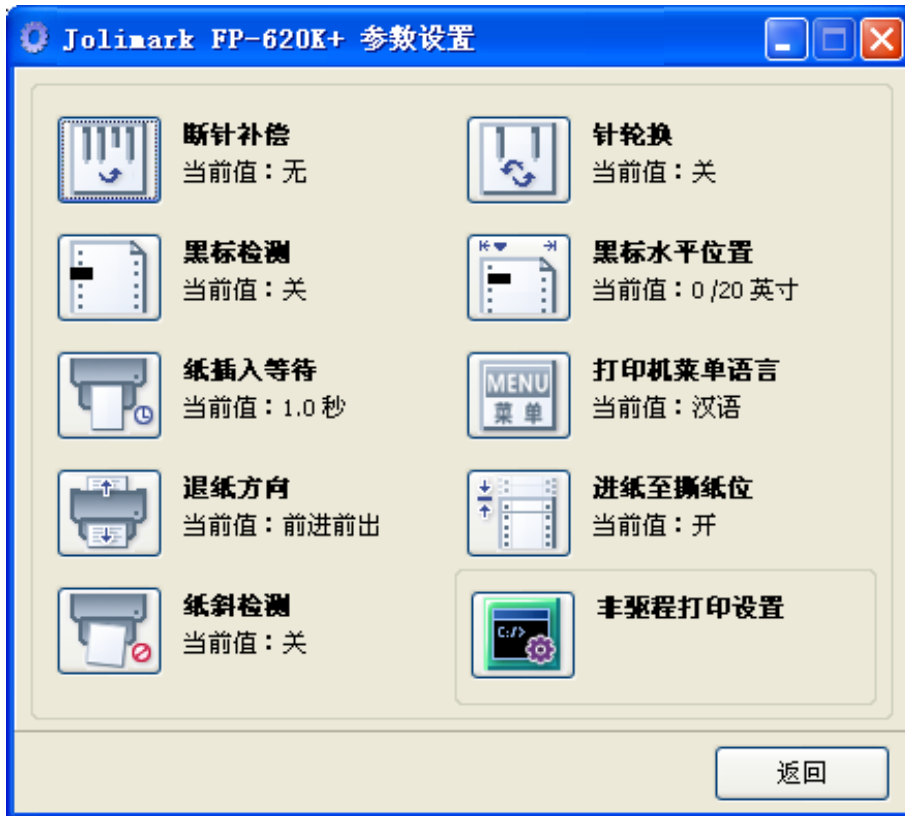 Jolimark FP-620K+ 参数设置
断针补偿
当前值：无
针轮换
当前值：关
黑标检测
当前值：关
黑标水平位置
当前值：0 /20 英寸
纸插入等待
当前值：1.0 秒
MENU
菜单
打印机菜单语言
当前值：汉语
退纸方向
当前值：前进前出
进纸至撕纸位
当前值：开
纸斜检测
当前值：关
C:/>
非驱程打印设置
返回